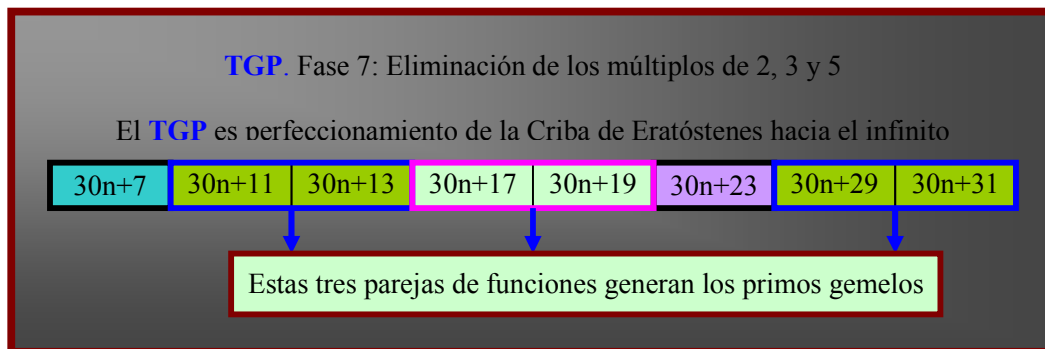 TGP. Fase 7: Eliminación de los múltiplos de 2, 3 y 5
El TGP es perfeccionamiento de la Criba de Eratóstenes hacia el infinito
30n+7 30n+11 30n+13 30n+17 30n+19 30n+23 30n+29 30n+31
Estas tres parejas de funciones generan los primos gemelos